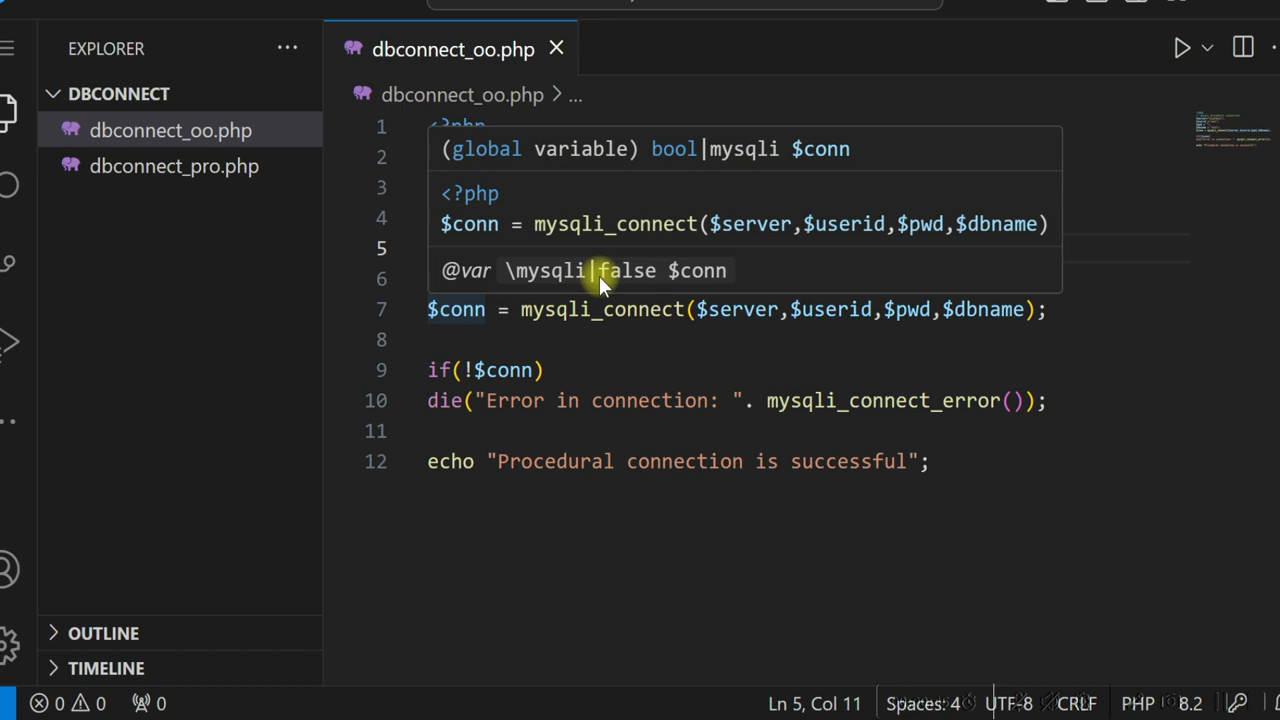 EXPLORER
dbconnect_oo.php
DBCONNECT
dbconnect_oo.php > ...
dbconnect_oo.php
dbconnect_pro.php
1 <?php
2
3
4
5
6
(global variable) bool|mysqli $conn
<?php
$conn = mysqli_connect($server,$userid,$pwd,$dbname)
@var \mysqli|false $conn
7 $conn = mysqli_connect($server,$userid,$pwd,$dbname);
8
9 if(!$conn)
10 die("Error in connection: ". mysqli_connect_error());
11
12 echo "Procedural connection is successful";
OUTLINE
TIMELINE
0 0 0 Ln 5, Col 11 Spaces: 4 UTF-8 CRLF PHP 8.2